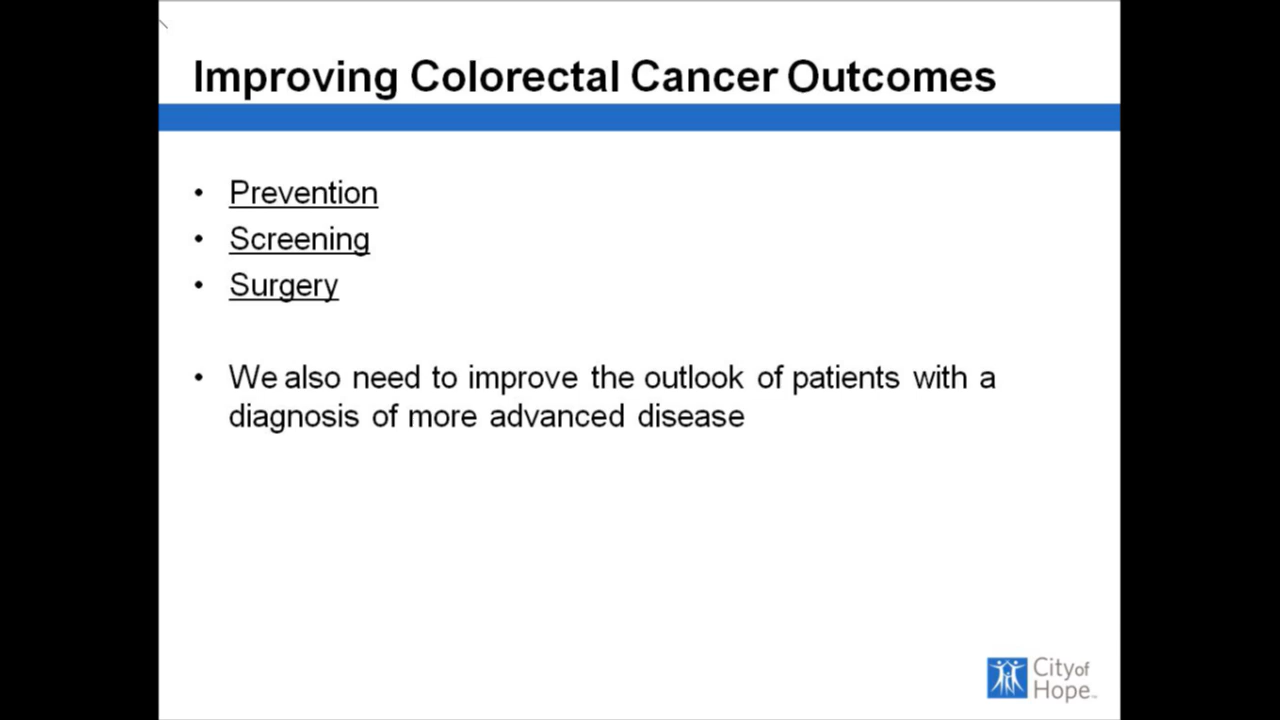 Improving Colorectal Cancer Outcomes
• Prevention
• Screening
• Surgery
• We also need to improve the outlook of patients with a
diagnosis of more advanced disease
City of
Hope™